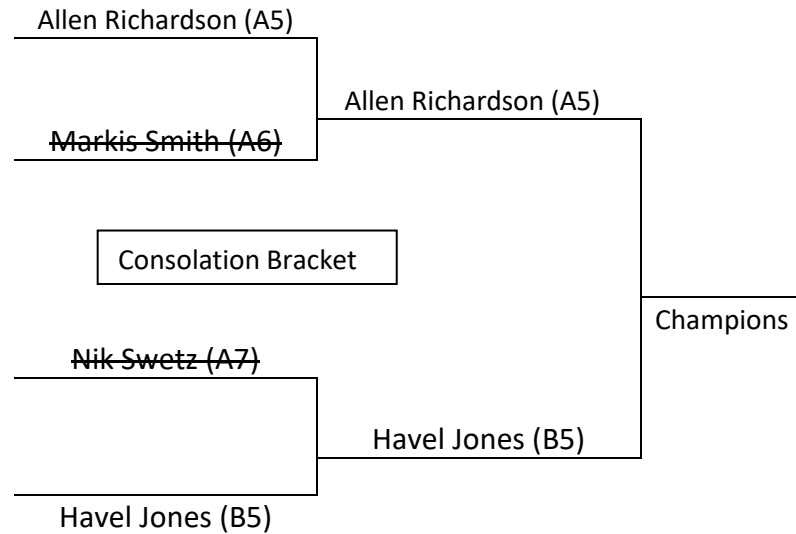 Allen Richardson (A5)
Allen Richardson (A5)
Markis Smith (A6)
Consolation Bracket
Champions
Nik Swetz (A7)
Havel Jones (B5)
Havel Jones (B5)